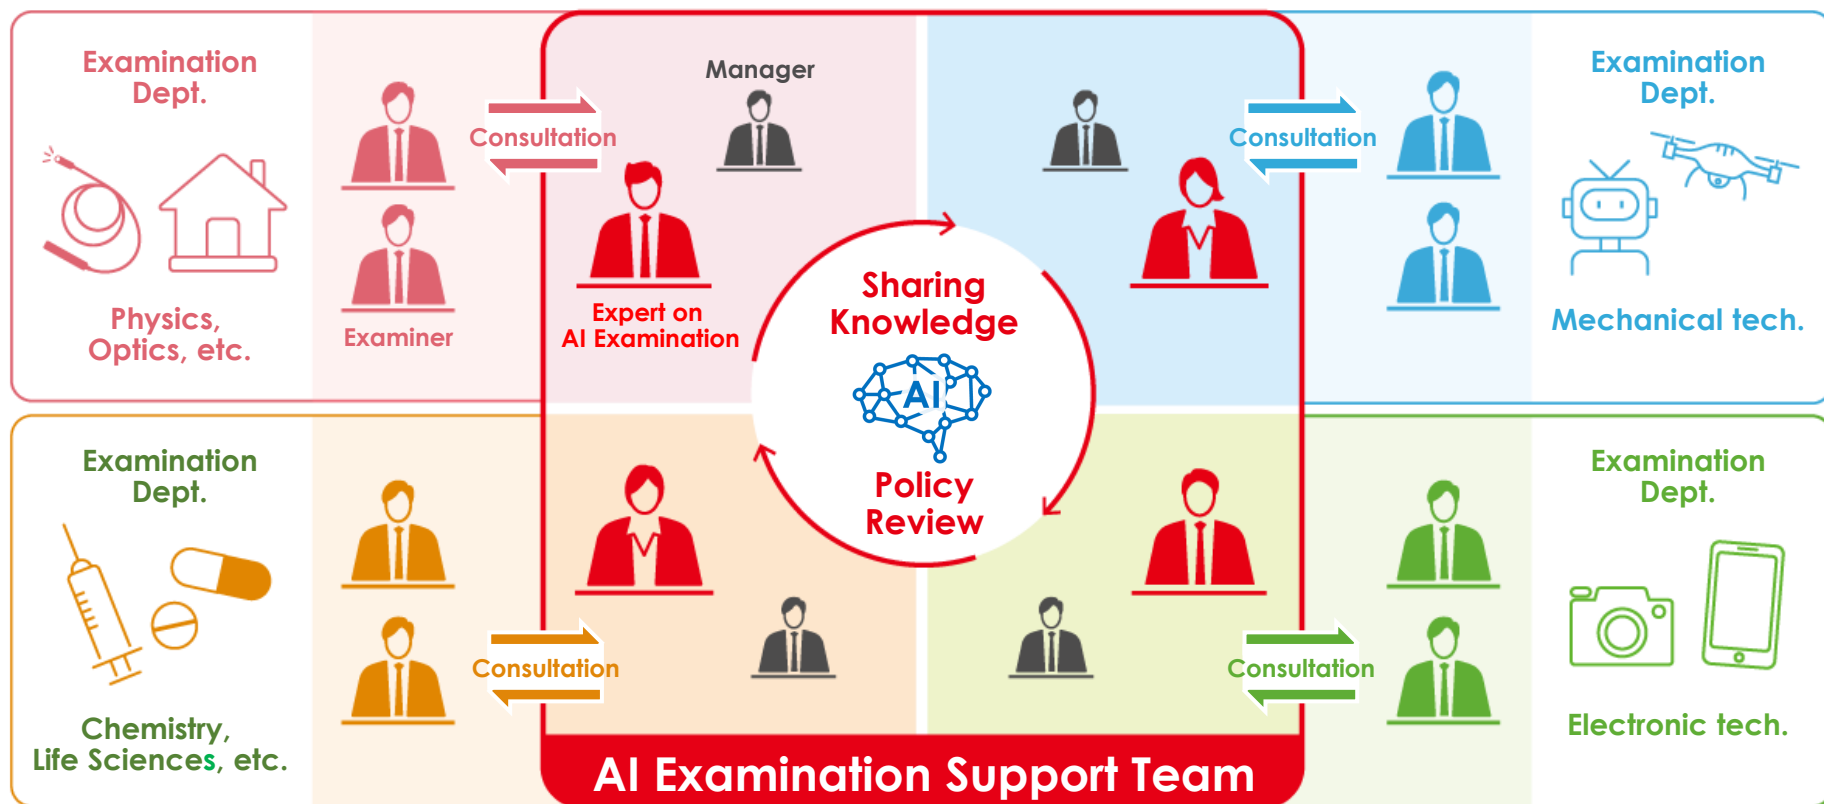 Examination
Dept.
Physics,
Optics, etc.
Examiner
Consultation
Manager
Expert on
AI Examination
Consultation
Examination
Dept.
Mechanical tech.
Sharing
Knowledge
AI
Policy
Review
Examination
Dept.
Chemistry,
Life Sciences, etc.
Consultation
Consultation
Examination
Dept.
Electronic tech.
AI Examination Support Team